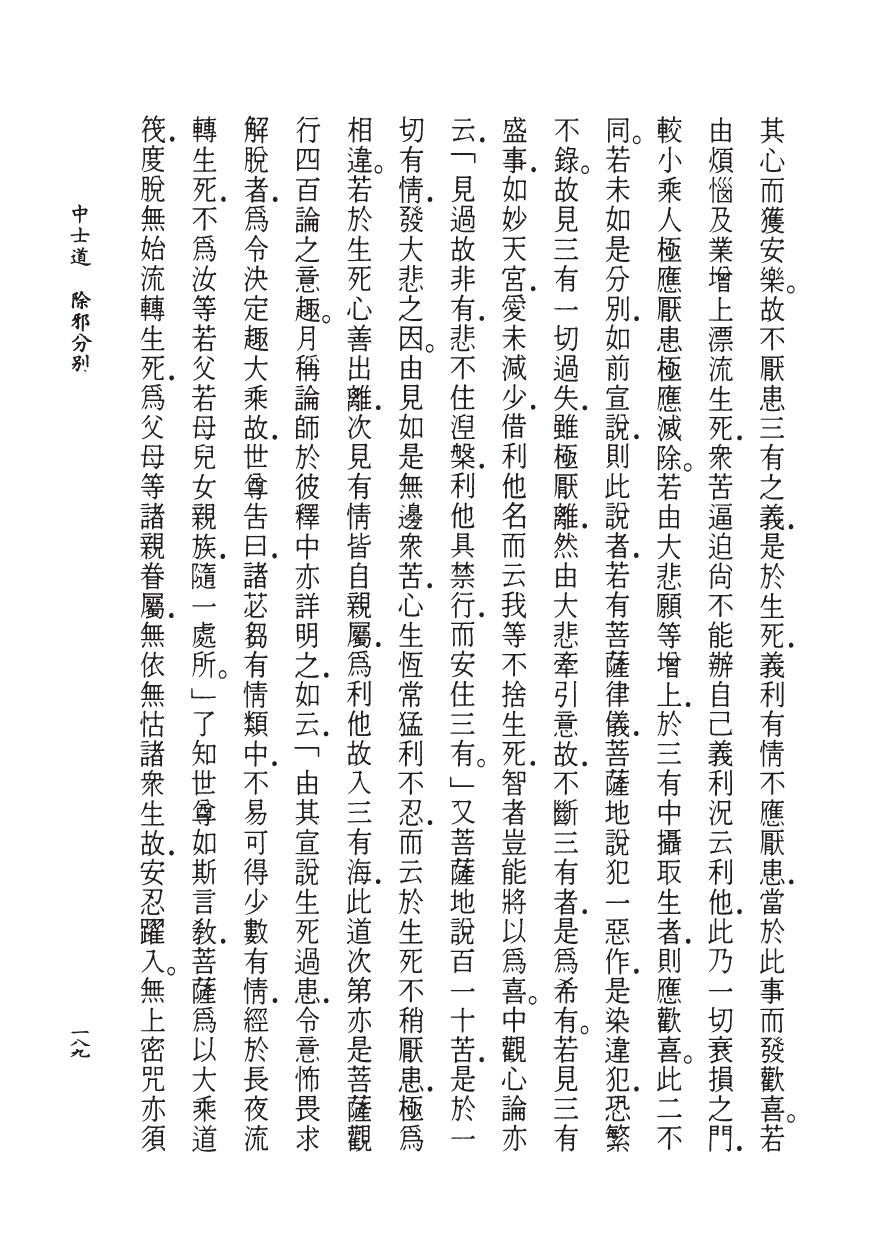 其心而獲安樂。故不厭患三有之義．是於生死．義利有情不應厭患．當於此事而發歡喜。若
由煩惱及業增上漂流生死．衆苦逼迫尙不能辦自己義利況云利他．此乃一切衰損之門．
較小乘人極應厭患極應滅除。若由大悲願等增上．於三有中攝取生者．則應歡喜。此二不
同。若未如是分別．如前宣說．則此說者．若有菩薩律儀．菩薩地說犯一惡作．是染違犯．恐繁
不錄。故見三有一切過失．雖極厭離．然由大悲牽引意故．不斷三有者．是爲希有。若見三有
盛事．如妙天宮．愛未減少．借利他名而云我等不捨生死．智者豈能將以爲喜。中觀心論亦
云．「見過故非有．悲不住涅槃．利他具禁行．而安住三有。」又菩薩地說百一十苦．是於一
切有情．發大悲之因。由見如是無邊衆苦．心生恆常猛利不忍．而云於生死不稍厭患．極爲
相違。若於生死心善出離．次見有情皆自親屬．爲利他故入三有海．此道次第亦是菩薩觀
行四百論之意趣。月稱論師於彼釋中亦詳明之．如云．「由其宣說生死過患．令意怖畏求
解脫者．爲令決定趣大乘故．世尊告曰．諸苾芻有情類中．不易可得少數有情．經於長夜流
轉生死．不爲汝等若父若母兒女親族．隨一處所。」了知世尊如斯言敎．菩薩爲以大乘道
筏．度脫無始流轉生死．爲父母等諸親眷屬．無依無怙諸衆生故．安忍躍入。無上密咒亦須
中士道 除邪分別
一八九